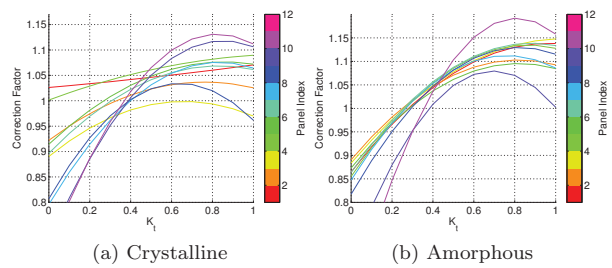 1.15
1.1
1.05
1
0.95
0.9
0.85
0.8
Correction Factor
0 0.2 0.4 0.6 0.8 1
K_t
12
10
8
6
4
2
Panel Index
(a) Crystalline
1.15
1.1
1.05
1
0.95
0.9
0.85
0.8
Correction Factor
0 0.2 0.4 0.6 0.8 1
K_t
12
10
8
6
4
2
Panel Index
(b) Amorphous